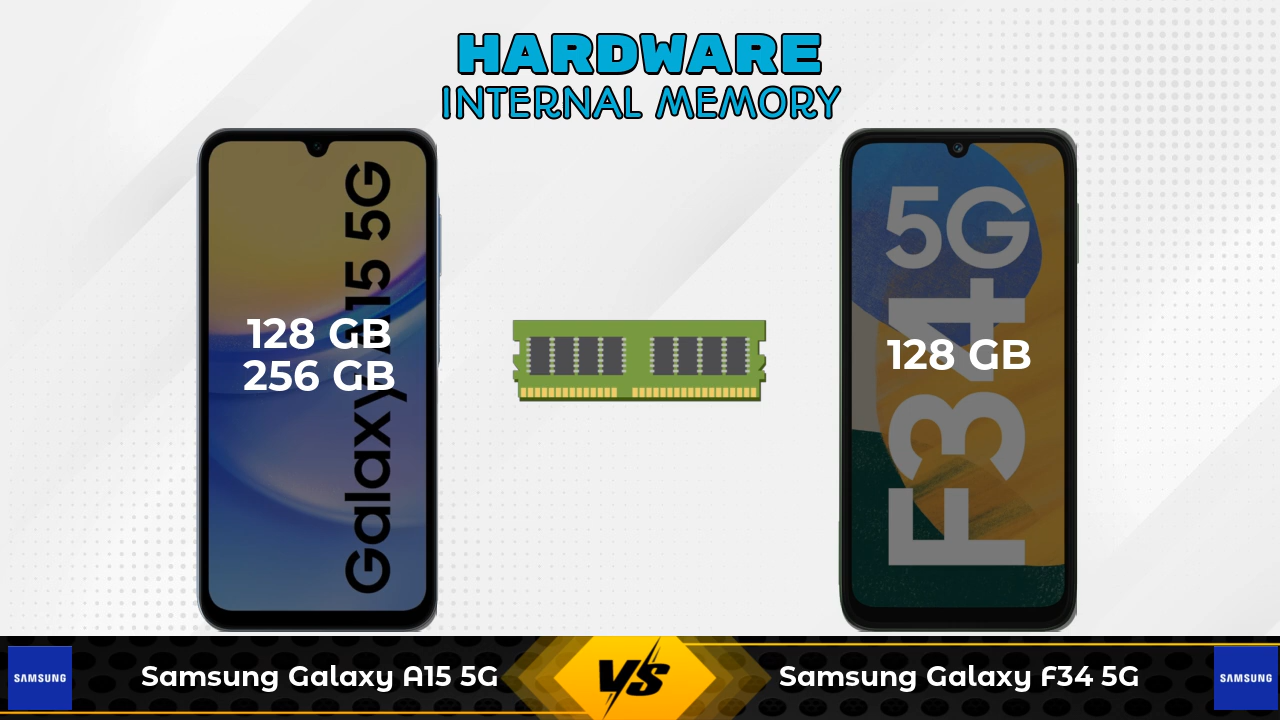 HARDWARE
INTERNAL MEMORY
Galaxy A15 5G
128 GB
256 GB
5G
F34
128 GB
SAMSUNG
Samsung Galaxy A15 5G
VS
Samsung Galaxy F34 5G
SAMSUNG